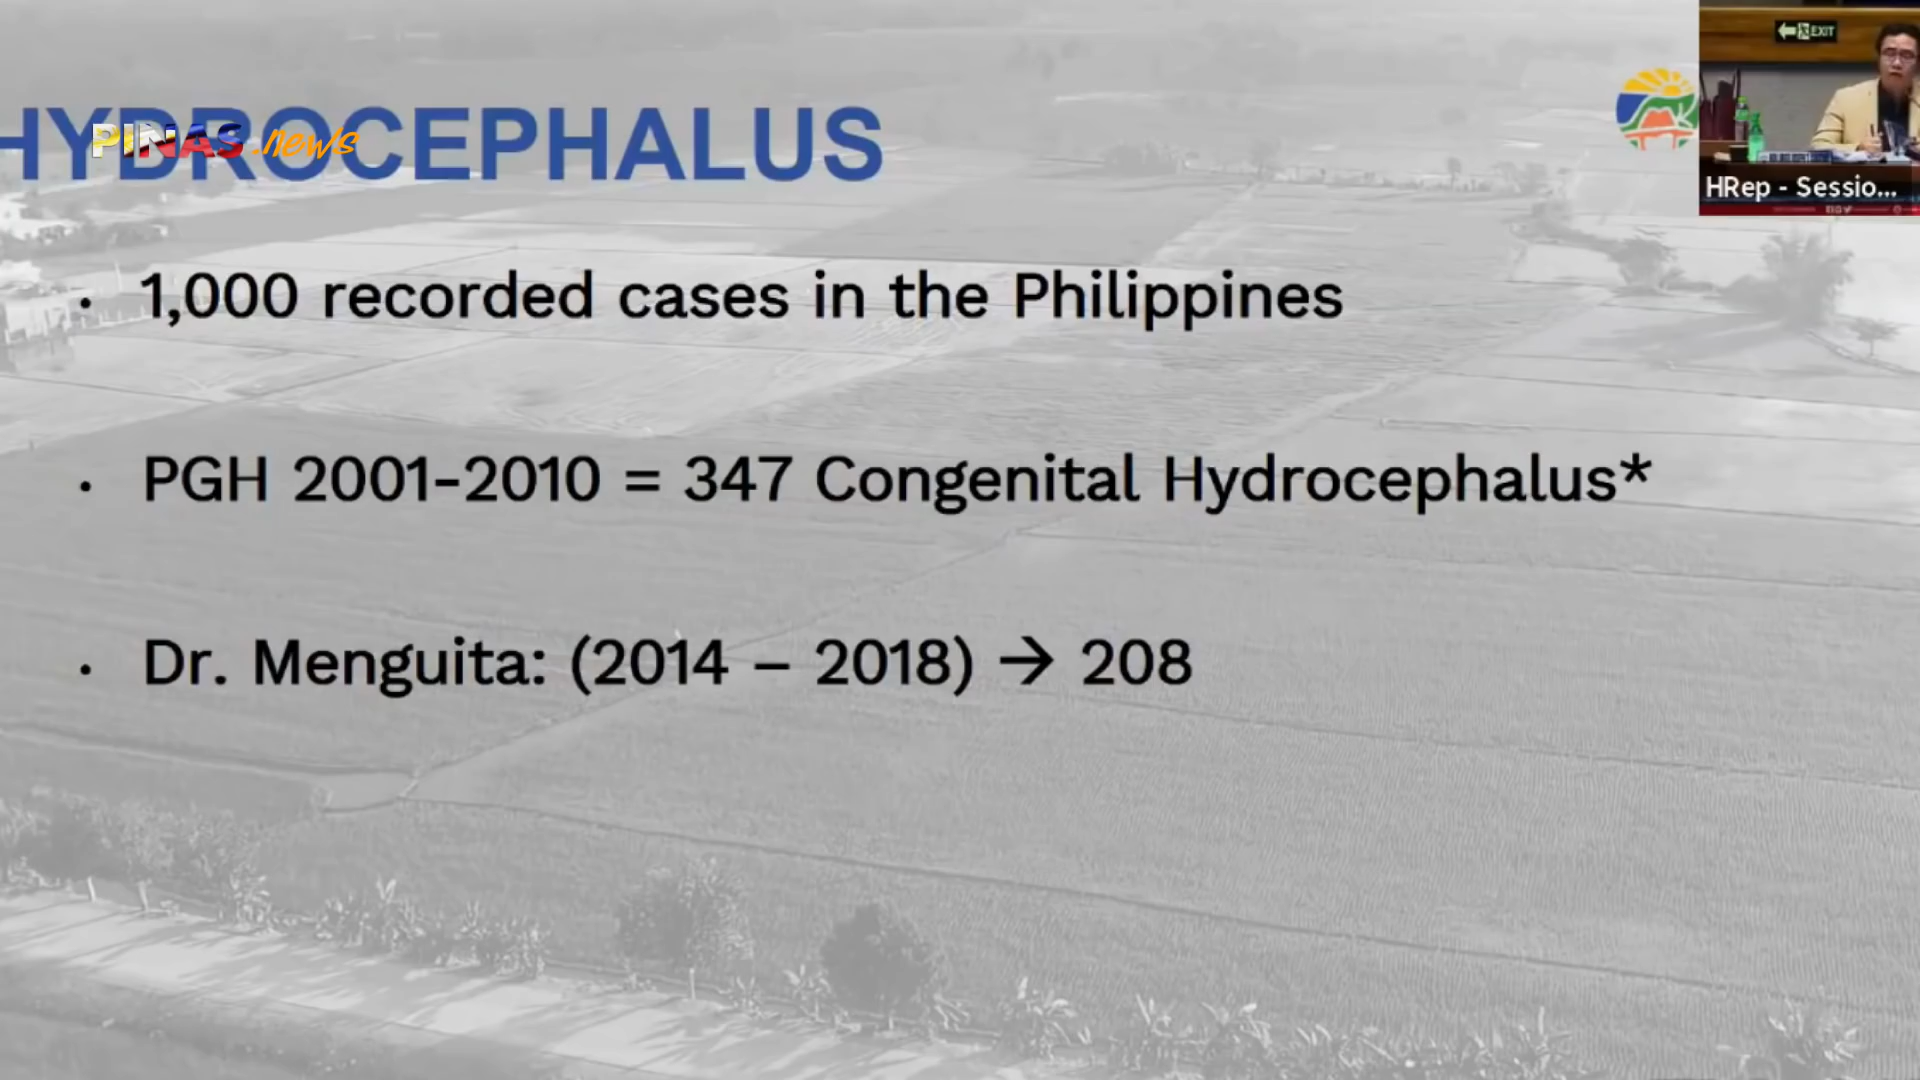 HYDROCEPHALUS
PINAS.news
EXIT
HRep - Sessio...
• 1,000 recorded cases in the Philippines
• PGH 2001-2010 = 347 Congenital Hydrocephalus*
• Dr. Menguita: (2014 – 2018) → 208